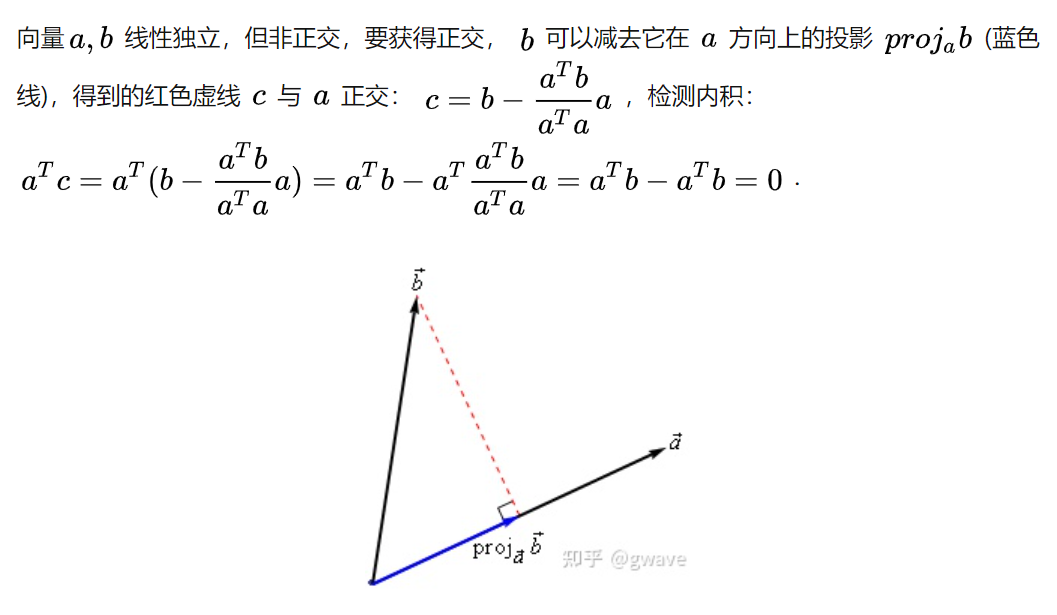 向量 a, b 线性独立，但非正交，要获得正交， b 可以减去它在 a 方向上的投影 proj_a b (蓝色
线)，得到的红色虚线 c 与 a 正交： c = b − \frac{a^T b}{a^T a} a ，检测内积：
a^T c = a^T (b − \frac{a^T b}{a^T a} a) = a^T b − a^T \frac{a^T b}{a^T a} a = a^T b − a^T b = 0 .
\vec{b}
\vec{a}
proj_{\vec{a}} \vec{b}
知乎 @gwave